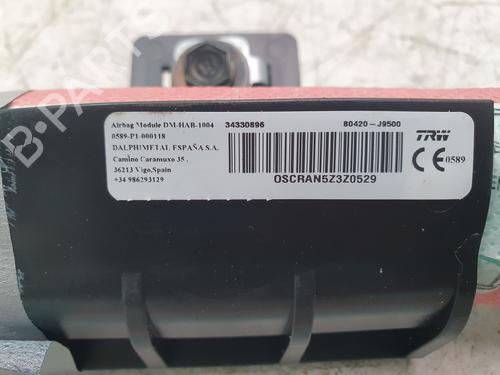 B-PARTS
Airbag Module DM-HAB-1004
0589-P1-000118
DALPHIMETAL ESPAÑA S.A.
Camino Caramuxo 35 .
36213 Vigo,Spain
+34 986293129
34330896
80420-J9500
OSCRAN5Z3Z0529
TRW
CE 0589